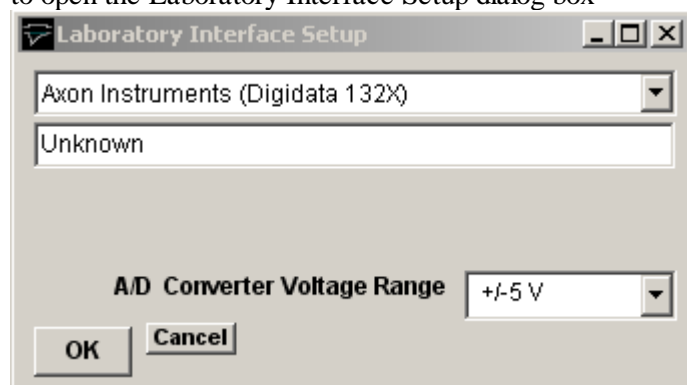 to open the Laboratory Interface Setup dialog box
Laboratory Interface Setup
Axon Instruments (Digidata 132X)
Unknown
A/D Converter Voltage Range
+/-5 V
OK
Cancel